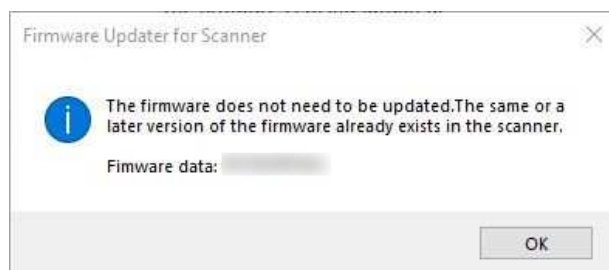 Firmware Updater for Scanner
The firmware does not need to be updated.The same or a
later version of the firmware already exists in the scanner.
Fimware data:
OK